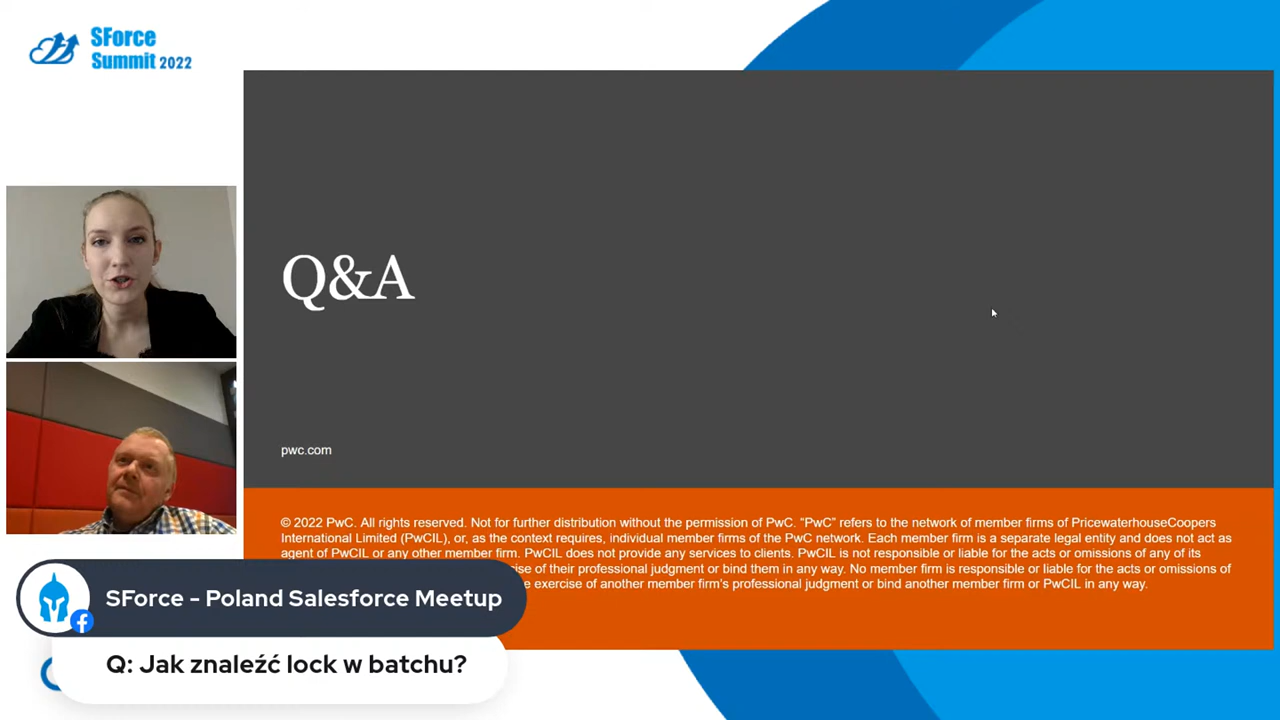 SForce
Summit 2022
Q&A
pwc.com
© 2022 PwC. All rights reserved. Not for further distribution without the permission of PwC. "PwC" refers to the network of member firms of PricewaterhouseCoopers
International Limited (PwCIL), or, as the context requires, individual member firms of the PwC network. Each member firm is a separate legal entity and does not act as
agent of PwCIL or any other member firm. PwCIL does not provide any services to clients. PwCIL is not responsible or liable for the acts or omissions of any of its
of their professional judgment or bind them in any way. No member firm is responsible or liable for the acts or omissions of
exercise of another member firm's professional judgment or bind another member firm or PwCIL in any way.
SForce - Poland Salesforce Meetup
Q: Jak znaleźć lock w batchu?